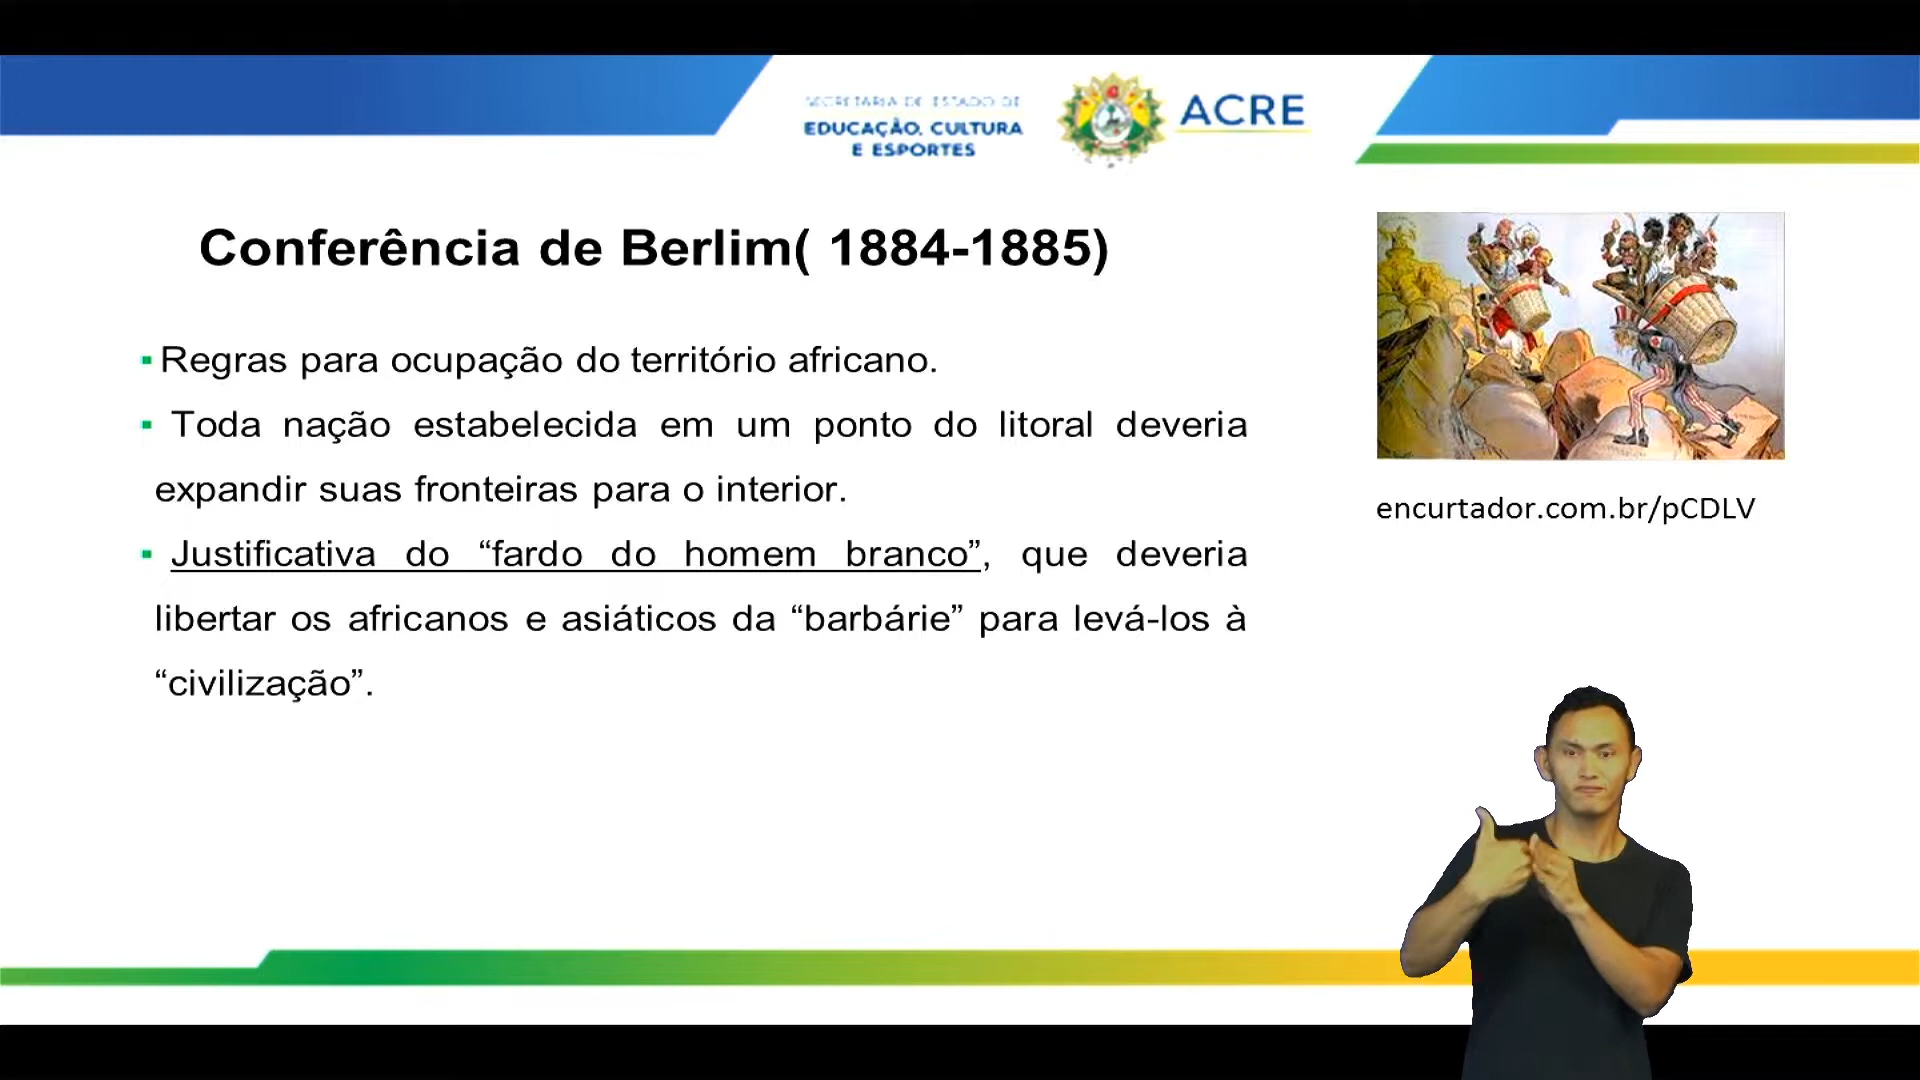 SECRETARIA DE ESTADO DE
EDUCAÇÃO, CULTURA
E ESPORTES
ACRE
Conferência de Berlim( 1884-1885)
Regras para ocupação do território africano.
Toda nação estabelecida em um ponto do litoral deveria
expandir suas fronteiras para o interior.
Justificativa do “fardo do homem branco”, que deveria
libertar os africanos e asiáticos da “barbárie” para levá-los à
“civilização”.
encurtador.com.br/pCDLV